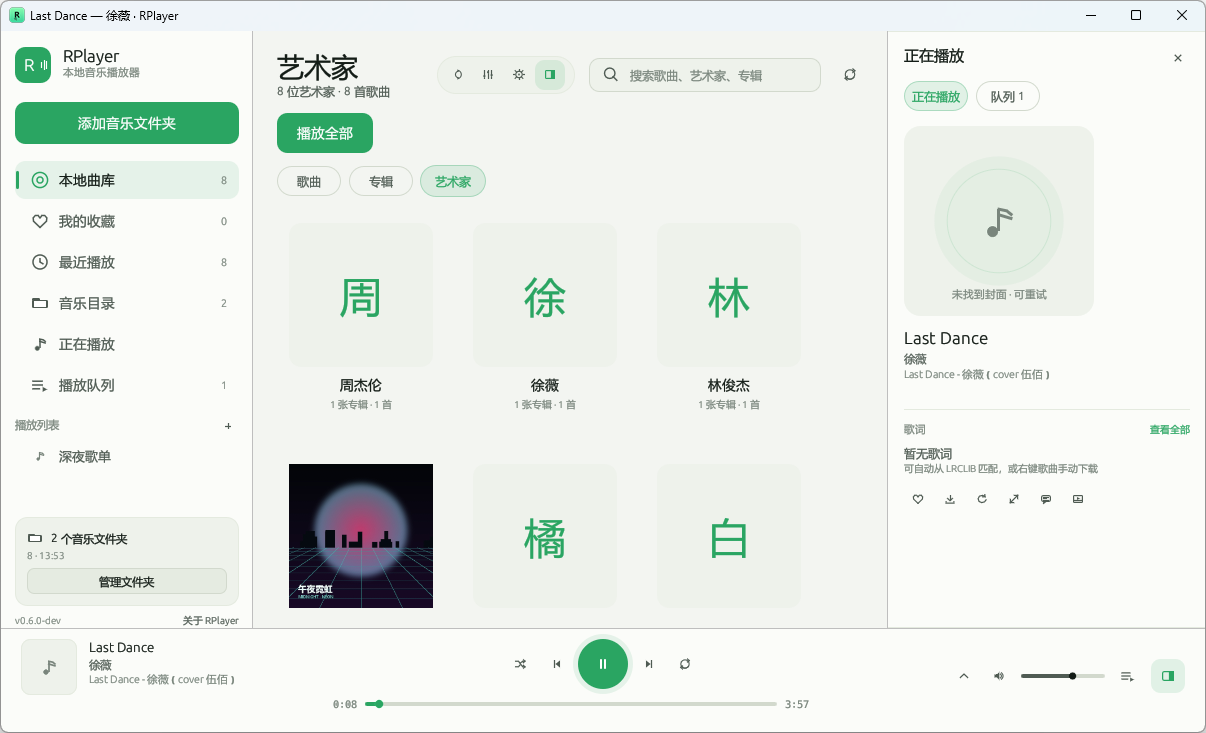 R Last Dance — 徐薇 · RPlayer
R RPlayer
本地音乐播放器
添加音乐文件夹
本地曲库 8
我的收藏 0
最近播放 8
音乐目录 2
正在播放
播放队列 1
播放列表 +
深夜歌单
2 个音乐文件夹
8 · 13:53
管理文件夹
v0.6.0-dev 关于 RPlayer
艺术家
8 位艺术家 · 8 首歌曲
搜索歌曲、艺术家、专辑
播放全部
歌曲 专辑 艺术家
周 徐 林
周杰伦 徐薇 林俊杰
1 张专辑 · 1 首 1 张专辑 · 1 首 1 张专辑 · 1 首
橘 白
午夜霓虹
MIDNIGHT NEON
正在播放
正在播放 队列 1
未找到封面 · 可重试
Last Dance
徐薇
Last Dance - 徐薇 ( cover 伍佰 )
歌词 查看全部
暂无歌词
可自动从 LRCLIB 匹配，或右键歌曲手动下载
Last Dance
徐薇
Last Dance - 徐薇 ( cover 伍佰 )
0:08 3:57